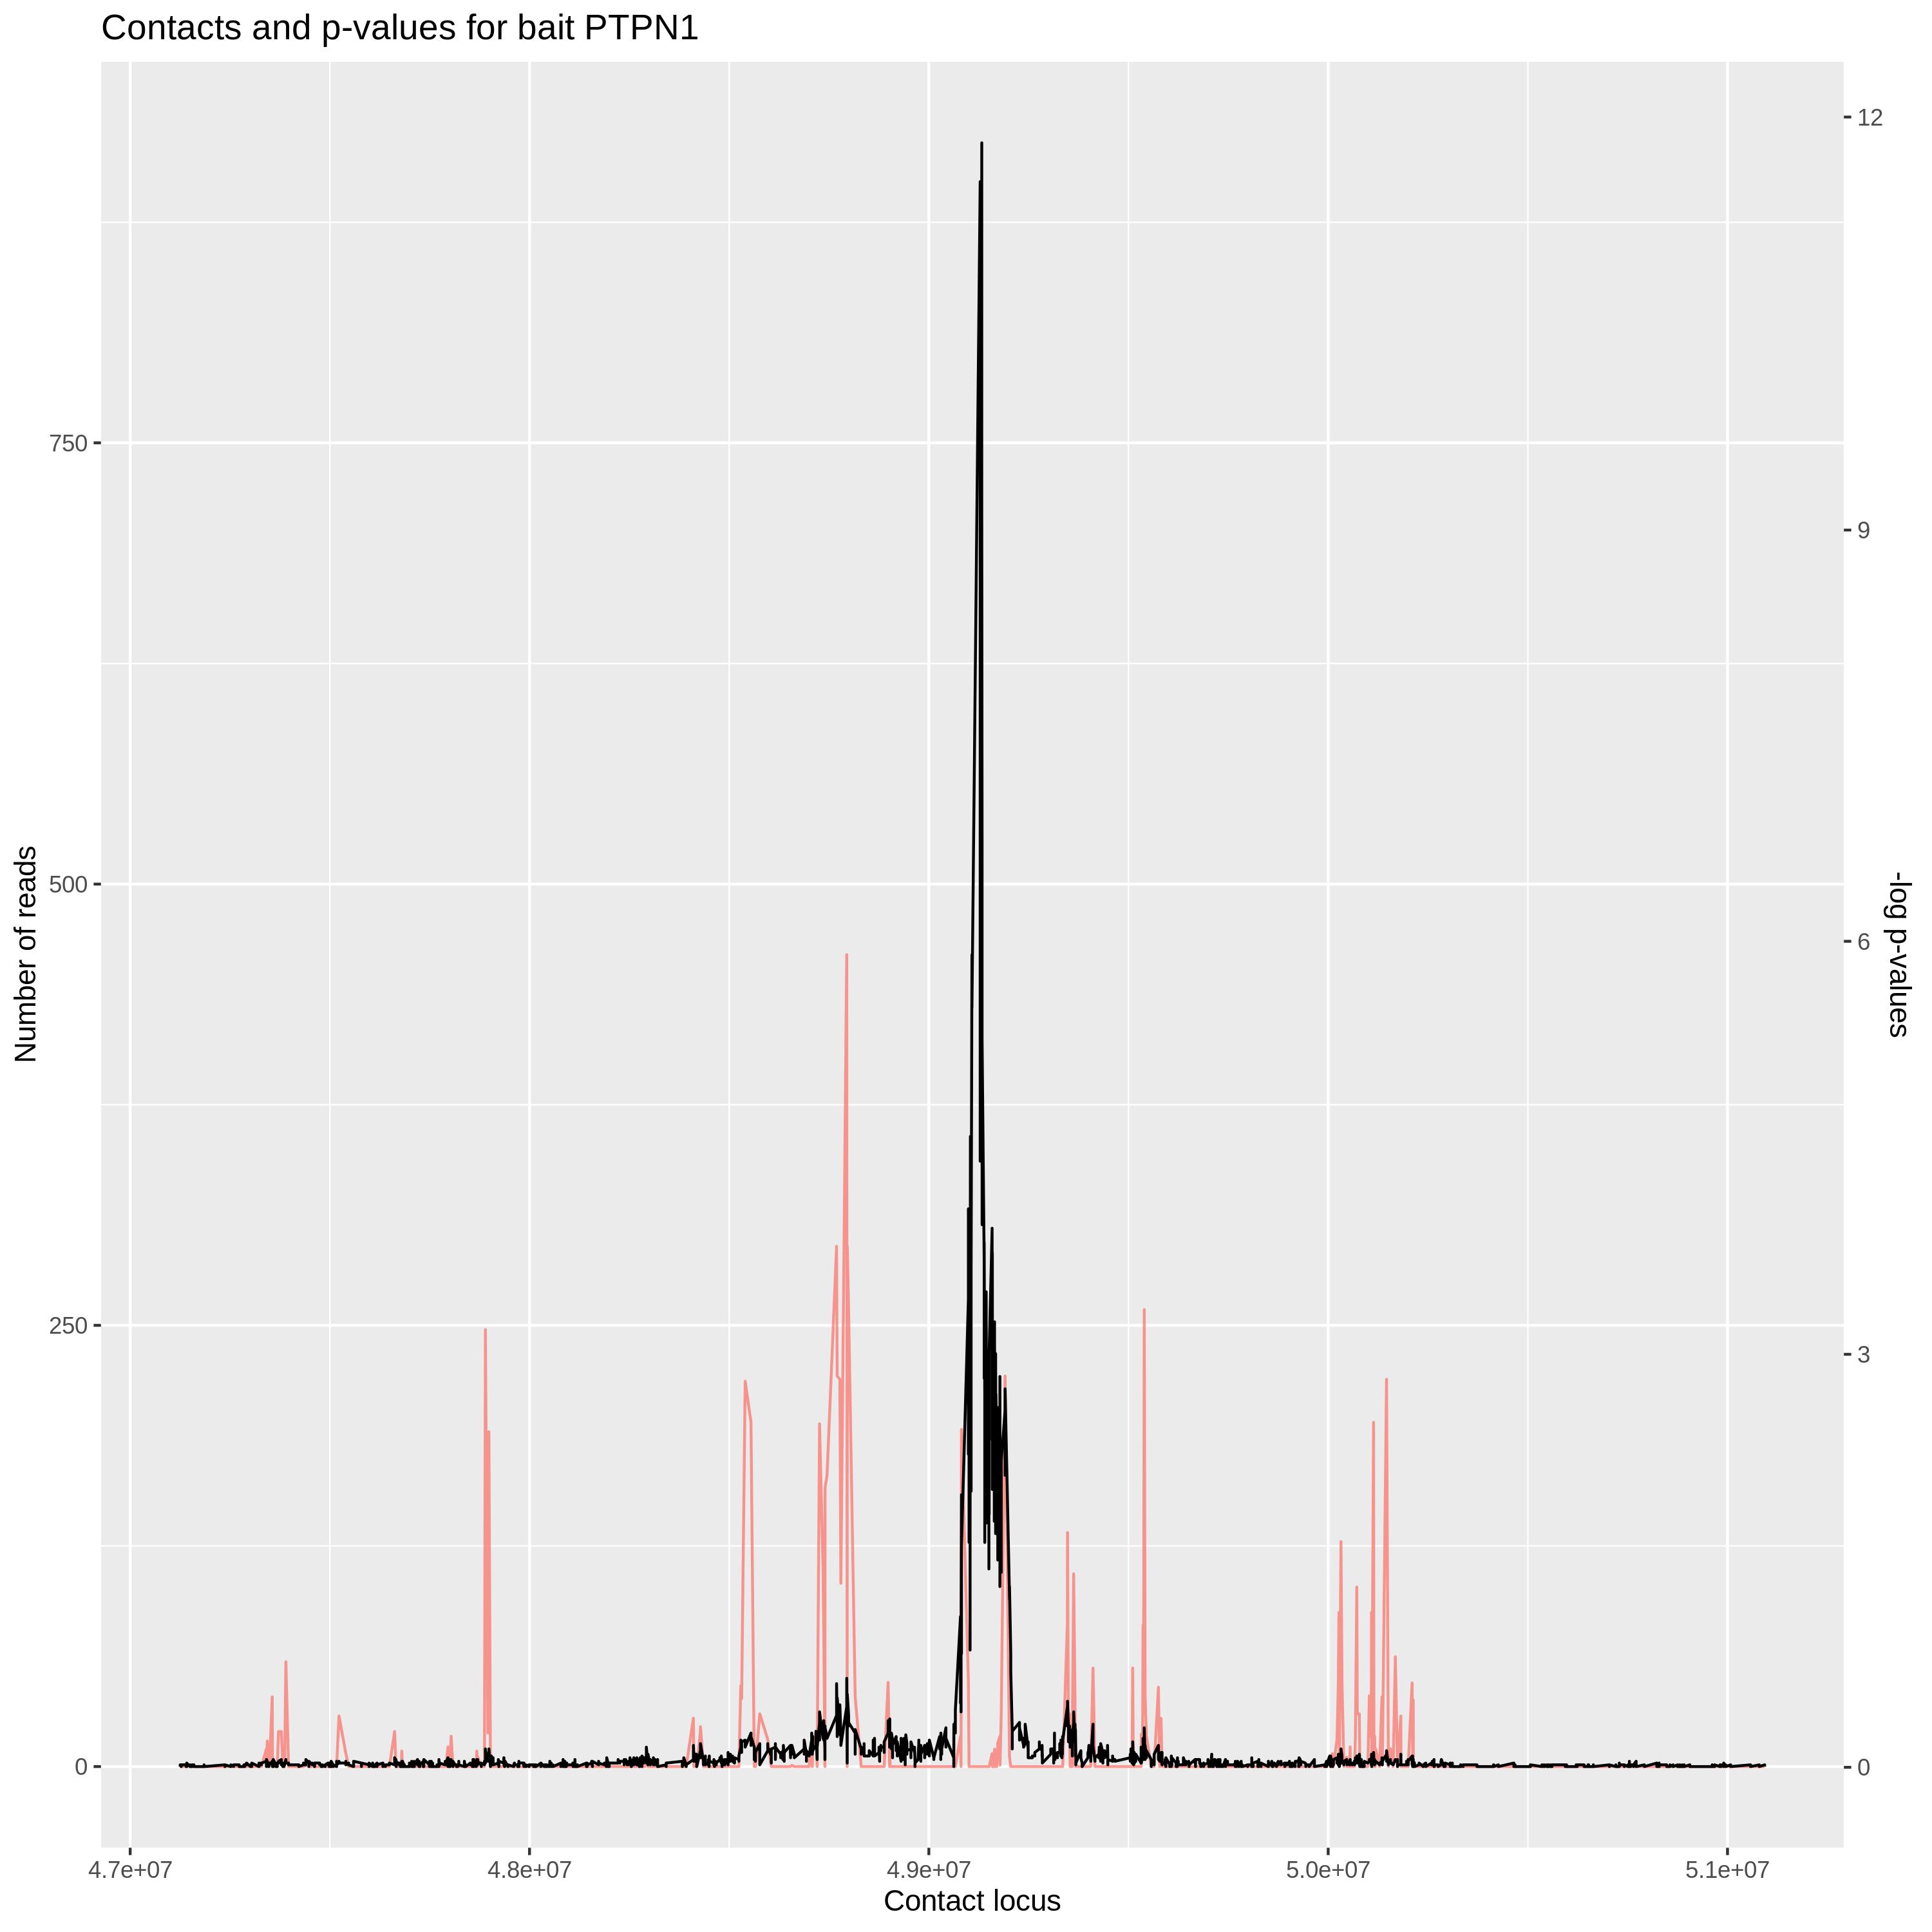 Contacts and p-values for bait PTPN1
12
750
9
500
6
Number of reads
-log p-values
250
3
0
0
4.7e+07
4.8e+07
4.9e+07
5.0e+07
5.1e+07
Contact locus